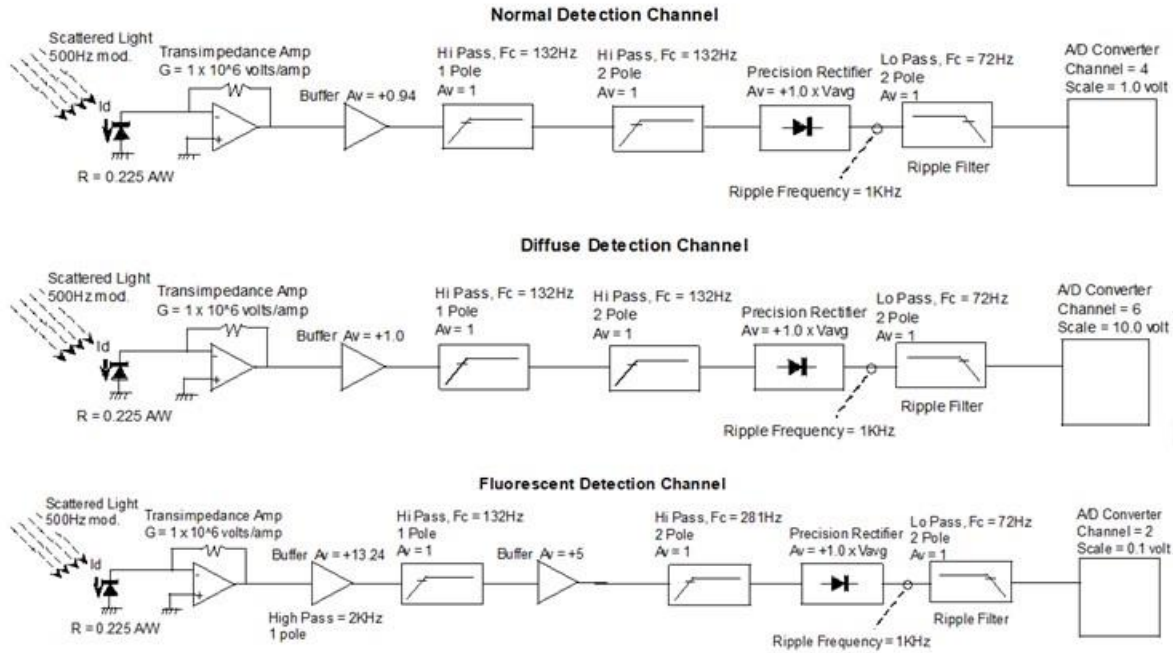 Normal Detection Channel
Scattered Light
500Hz mod.
Transimpedance Amp
G = 1 x 10^6 volts/amp
Id
-
+
R = 0.225 A/W
Buffer Av = +0.94
Hi Pass, Fc = 132Hz
1 Pole
Av = 1
Hi Pass, Fc = 132Hz
2 Pole
Av = 1
Precision Rectifier
Av = +1.0 x Vavg
Ripple Frequency = 1KHz
Lo Pass, Fc = 72Hz
2 Pole
Av = 1
Ripple Filter
A/D Converter
Channel = 4
Scale = 1.0 volt
Diffuse Detection Channel
Scattered Light
500Hz mod.
Transimpedance Amp
G = 1 x 10^6 volts/amp
Id
-
+
R = 0.225 A/W
Buffer Av = +1.0
Hi Pass, Fc = 132Hz
1 Pole
Av = 1
Hi Pass, Fc = 132Hz
2 Pole
Av = 1
Precision Rectifier
Av = +1.0 x Vavg
Ripple Frequency = 1KHz
Lo Pass, Fc = 72Hz
2 Pole
Av = 1
Ripple Filter
A/D Converter
Channel = 6
Scale = 10.0 volt
Fluorescent Detection Channel
Scattered Light
500Hz mod.
Transimpedance Amp
G = 1 x 10^6 volts/amp
Id
-
+
R = 0.225 A/W
Buffer Av = +13.24
High Pass = 2KHz
1 pole
Hi Pass, Fc = 132Hz
1 Pole
Av = 1
Buffer Av = +5
Hi Pass, Fc = 281Hz
2 Pole
Av = 1
Precision Rectifier
Av = +1.0 x Vavg
Ripple Frequency = 1KHz
Lo Pass, Fc = 72Hz
2 Pole
Av = 1
Ripple Filter
A/D Converter
Channel = 2
Scale = 0.1 volt